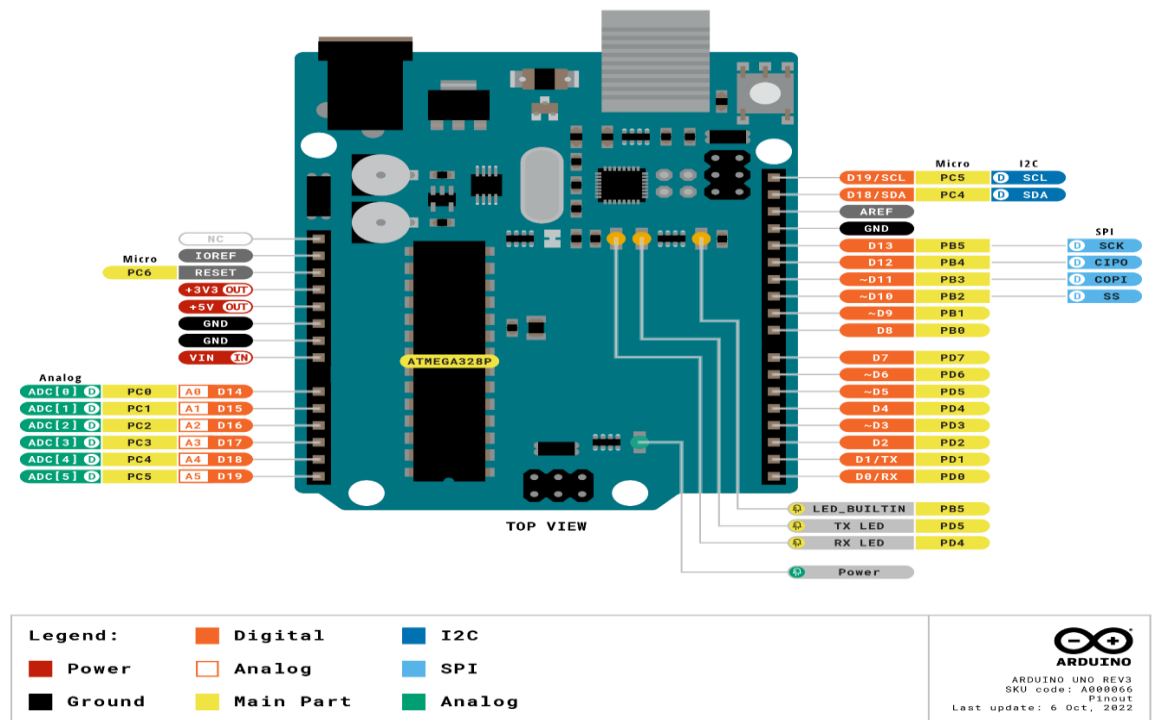 Micro I2C
D19/SCL PC5 D SCL
D18/SDA PC4 D SDA
AREF
GND
SPI
D13 PB5 D SCK
D12 PB4 D CIPO
~D11 PB3 D COPI
~D10 PB2 D SS
~D9 PB1
D8 PB0
D7 PD7
~D6 PD6
~D5 PD5
D4 PD4
~D3 PD3
D2 PD2
D1/TX PD1
D0/RX PD0
NC
IOREF
Micro
PC6 RESET
+3V3 OUT
+5V OUT
GND
GND
VIN IN
Analog
ADC[0] D PC0 A0 D14
ADC[1] D PC1 A1 D15
ADC[2] D PC2 A2 D16
ADC[3] D PC3 A3 D17
ADC[4] D PC4 A4 D18
ADC[5] D PC5 A5 D19
ATMEGA328P
TOP VIEW
LED_BUILTIN PB5
TX LED PD5
RX LED PD4
Power
Legend:
Power
Ground
Digital
Analog
Main Part
I2C
SPI
Analog
ARDUINO
ARDUINO UNO REV3
SKU code: A000066
Pinout
Last update: 6 Oct, 2022